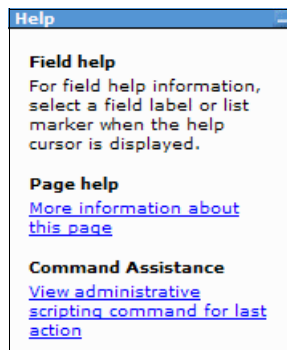 Help
Field help
For field help information,
select a field label or list
marker when the help
cursor is displayed.
Page help
More information about
this page
Command Assistance
View administrative
scripting command for last
action